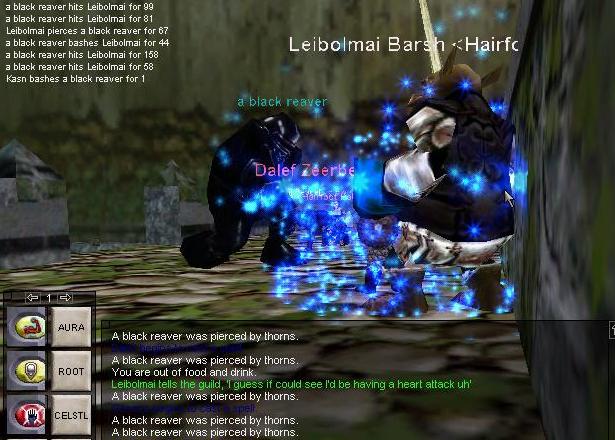 a black reaver hits Leibolmai for 99
a black reaver hits Leibolmai for 81
Leibolmai pierces a black reaver for 67
a black reaver bashes Leibolmai for 44
a black reaver hits Leibolmai for 158
a black reaver hits Leibolmai for 58
Kasn bashes a black reaver for 1
Leibolmai Barsh <Hairfo
a black reaver
Dalef Zeerbe
1
AURA
ROOT
CELSTL
A black reaver was pierced by thorns.
A black reaver was pierced by thorns.
You are out of food and drink.
Leibolmai tells the guild, 'I guess if could see I'd be having a heart attack uh'
A black reaver was pierced by thorns.
begins to cast a spell
A black reaver was pierced by thorns.
A black reaver was pierced by thorns.